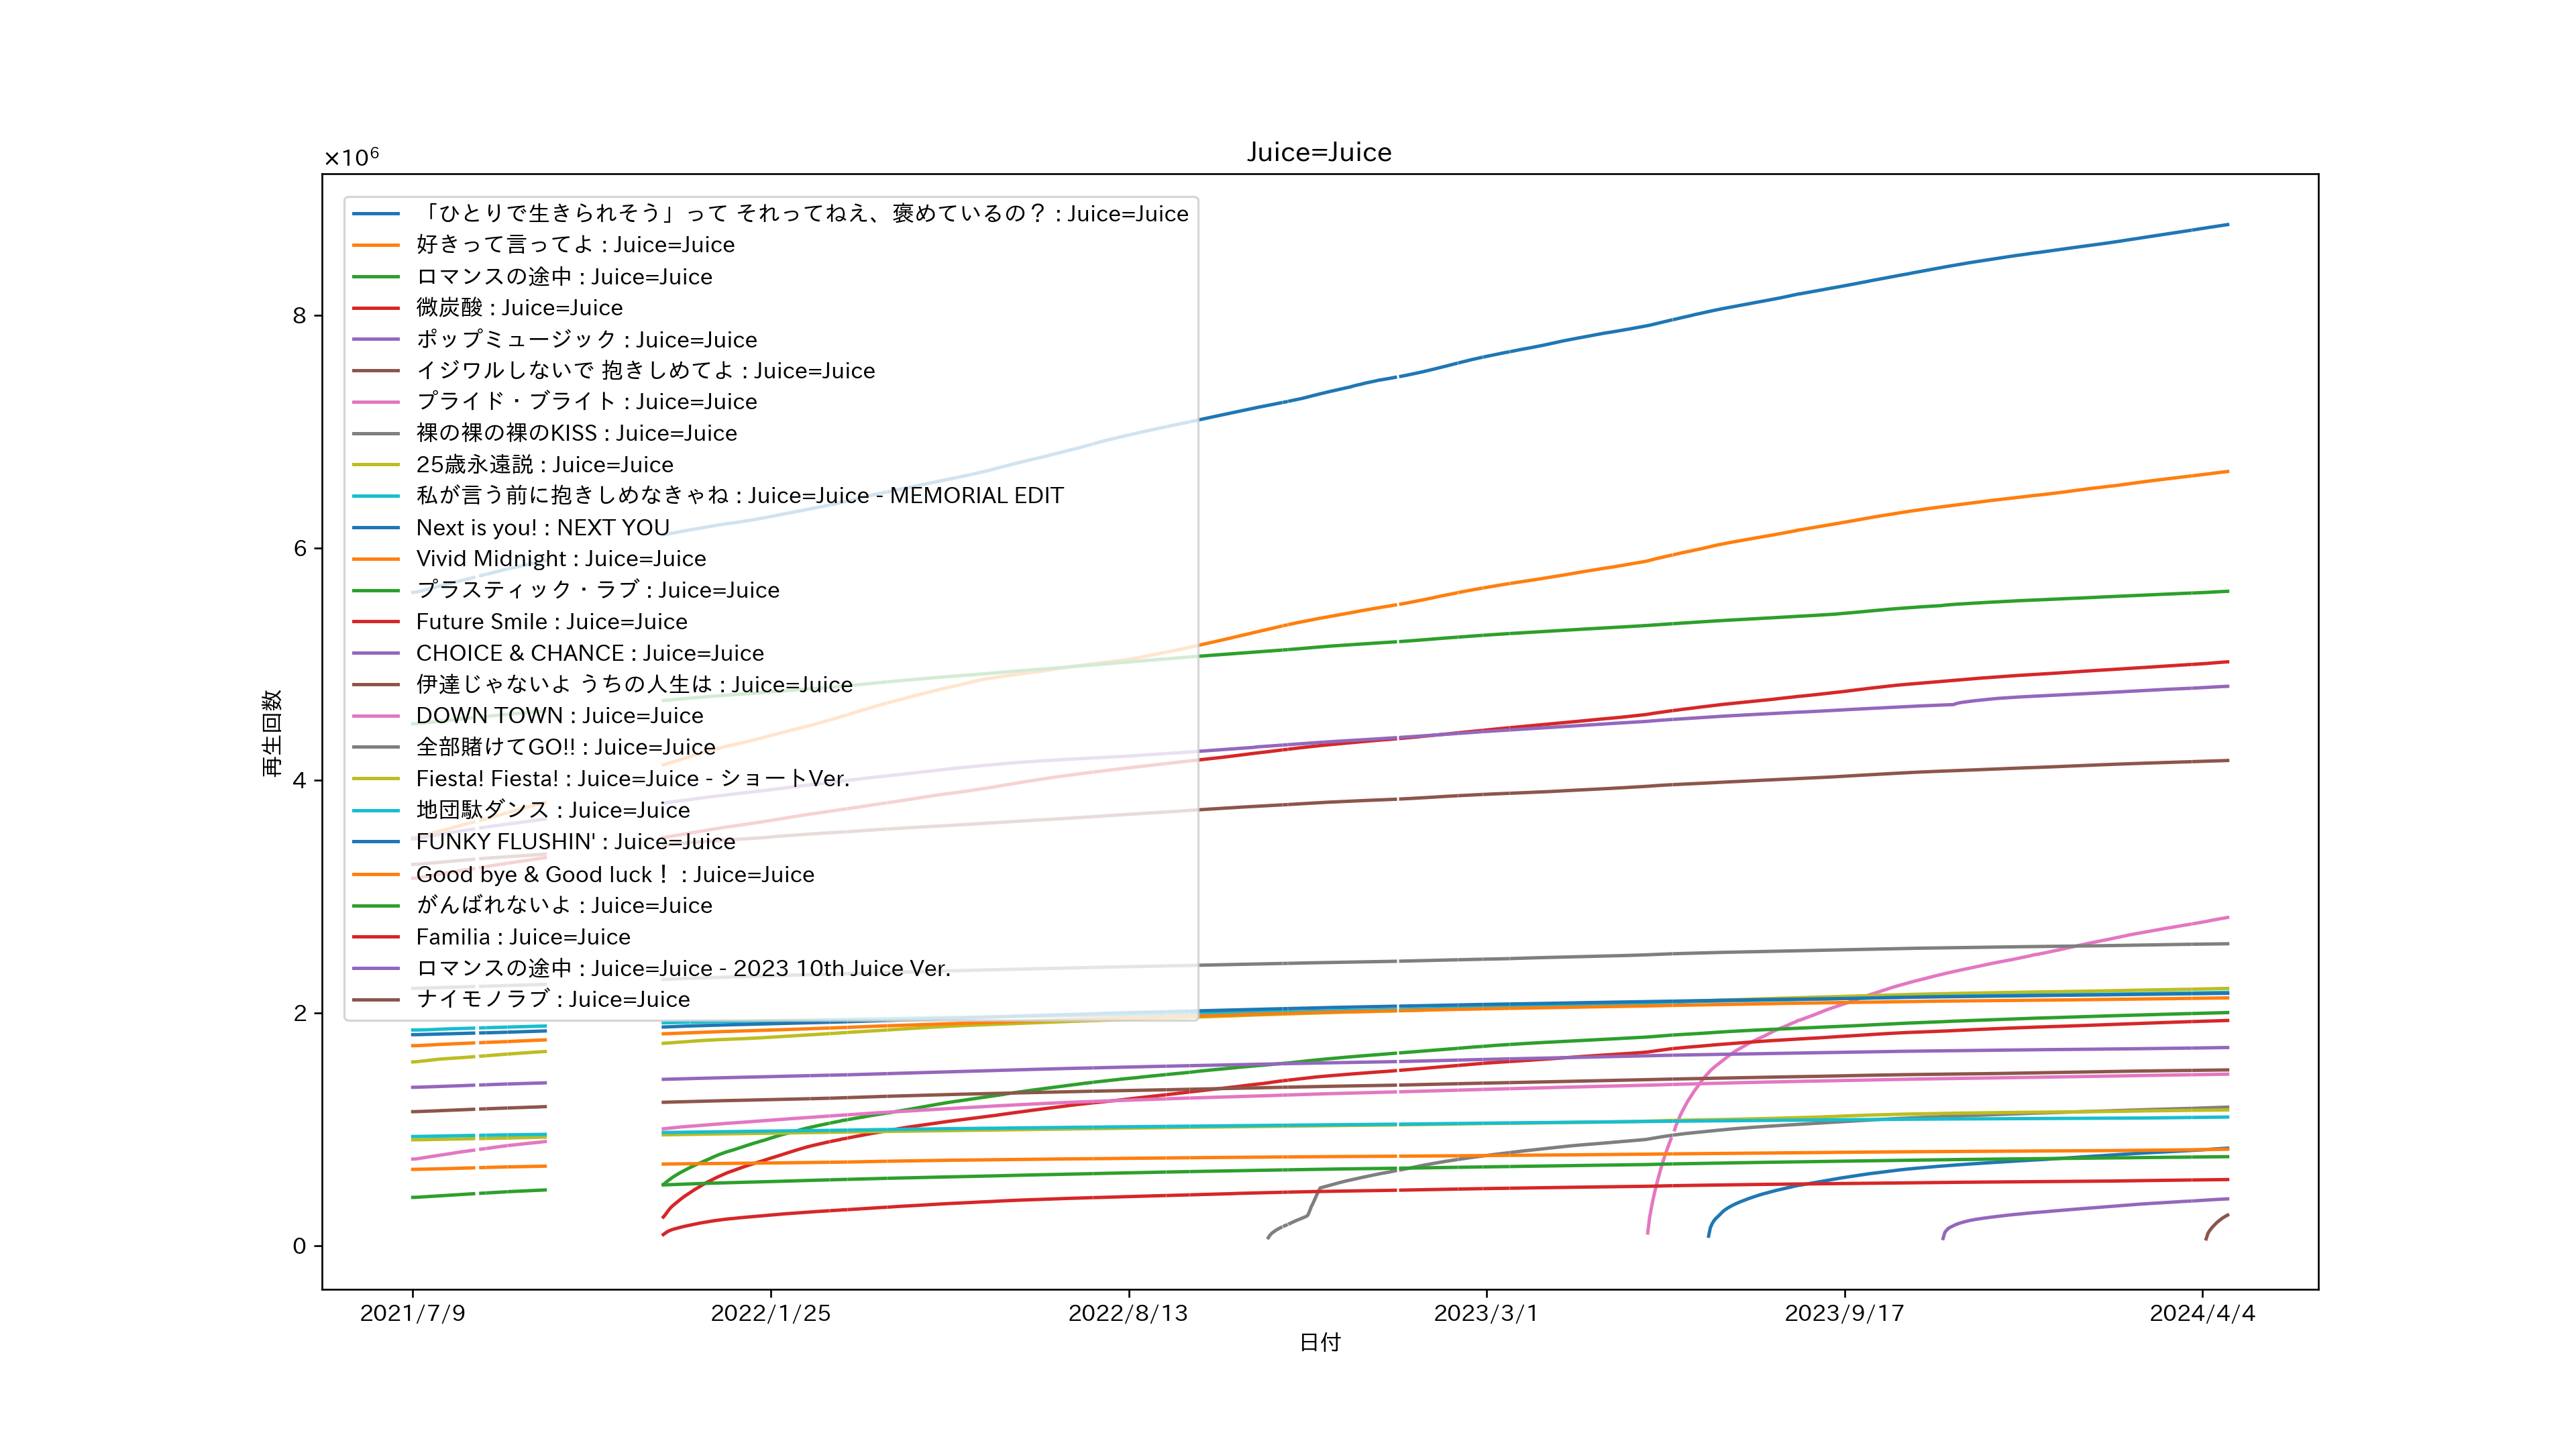 Juice=Juice
×10⁶
「ひとりで生きられそう」って それってねえ、褒めているの？ : Juice=Juice
好きって言ってよ : Juice=Juice
ロマンスの途中 : Juice=Juice
微炭酸 : Juice=Juice
ポップミュージック : Juice=Juice
イジワルしないで 抱きしめてよ : Juice=Juice
プライド・ブライト : Juice=Juice
裸の裸の裸のKISS : Juice=Juice
25歳永遠説 : Juice=Juice
私が言う前に抱きしめなきゃね : Juice=Juice - MEMORIAL EDIT
Next is you! : NEXT YOU
Vivid Midnight : Juice=Juice
プラスティック・ラブ : Juice=Juice
Future Smile : Juice=Juice
CHOICE & CHANCE : Juice=Juice
伊達じゃないよ うちの人生は : Juice=Juice
DOWN TOWN : Juice=Juice
全部賭けてGO!! : Juice=Juice
Fiesta! Fiesta! : Juice=Juice - ショートVer.
地団駄ダンス : Juice=Juice
FUNKY FLUSHIN' : Juice=Juice
Good bye & Good luck！ : Juice=Juice
がんばれないよ : Juice=Juice
Familia : Juice=Juice
ロマンスの途中 : Juice=Juice - 2023 10th Juice Ver.
ナイモノラブ : Juice=Juice
8
6
4
2
0
再生回数
2021/7/9
2022/1/25
2022/8/13
2023/3/1
2023/9/17
2024/4/4
日付